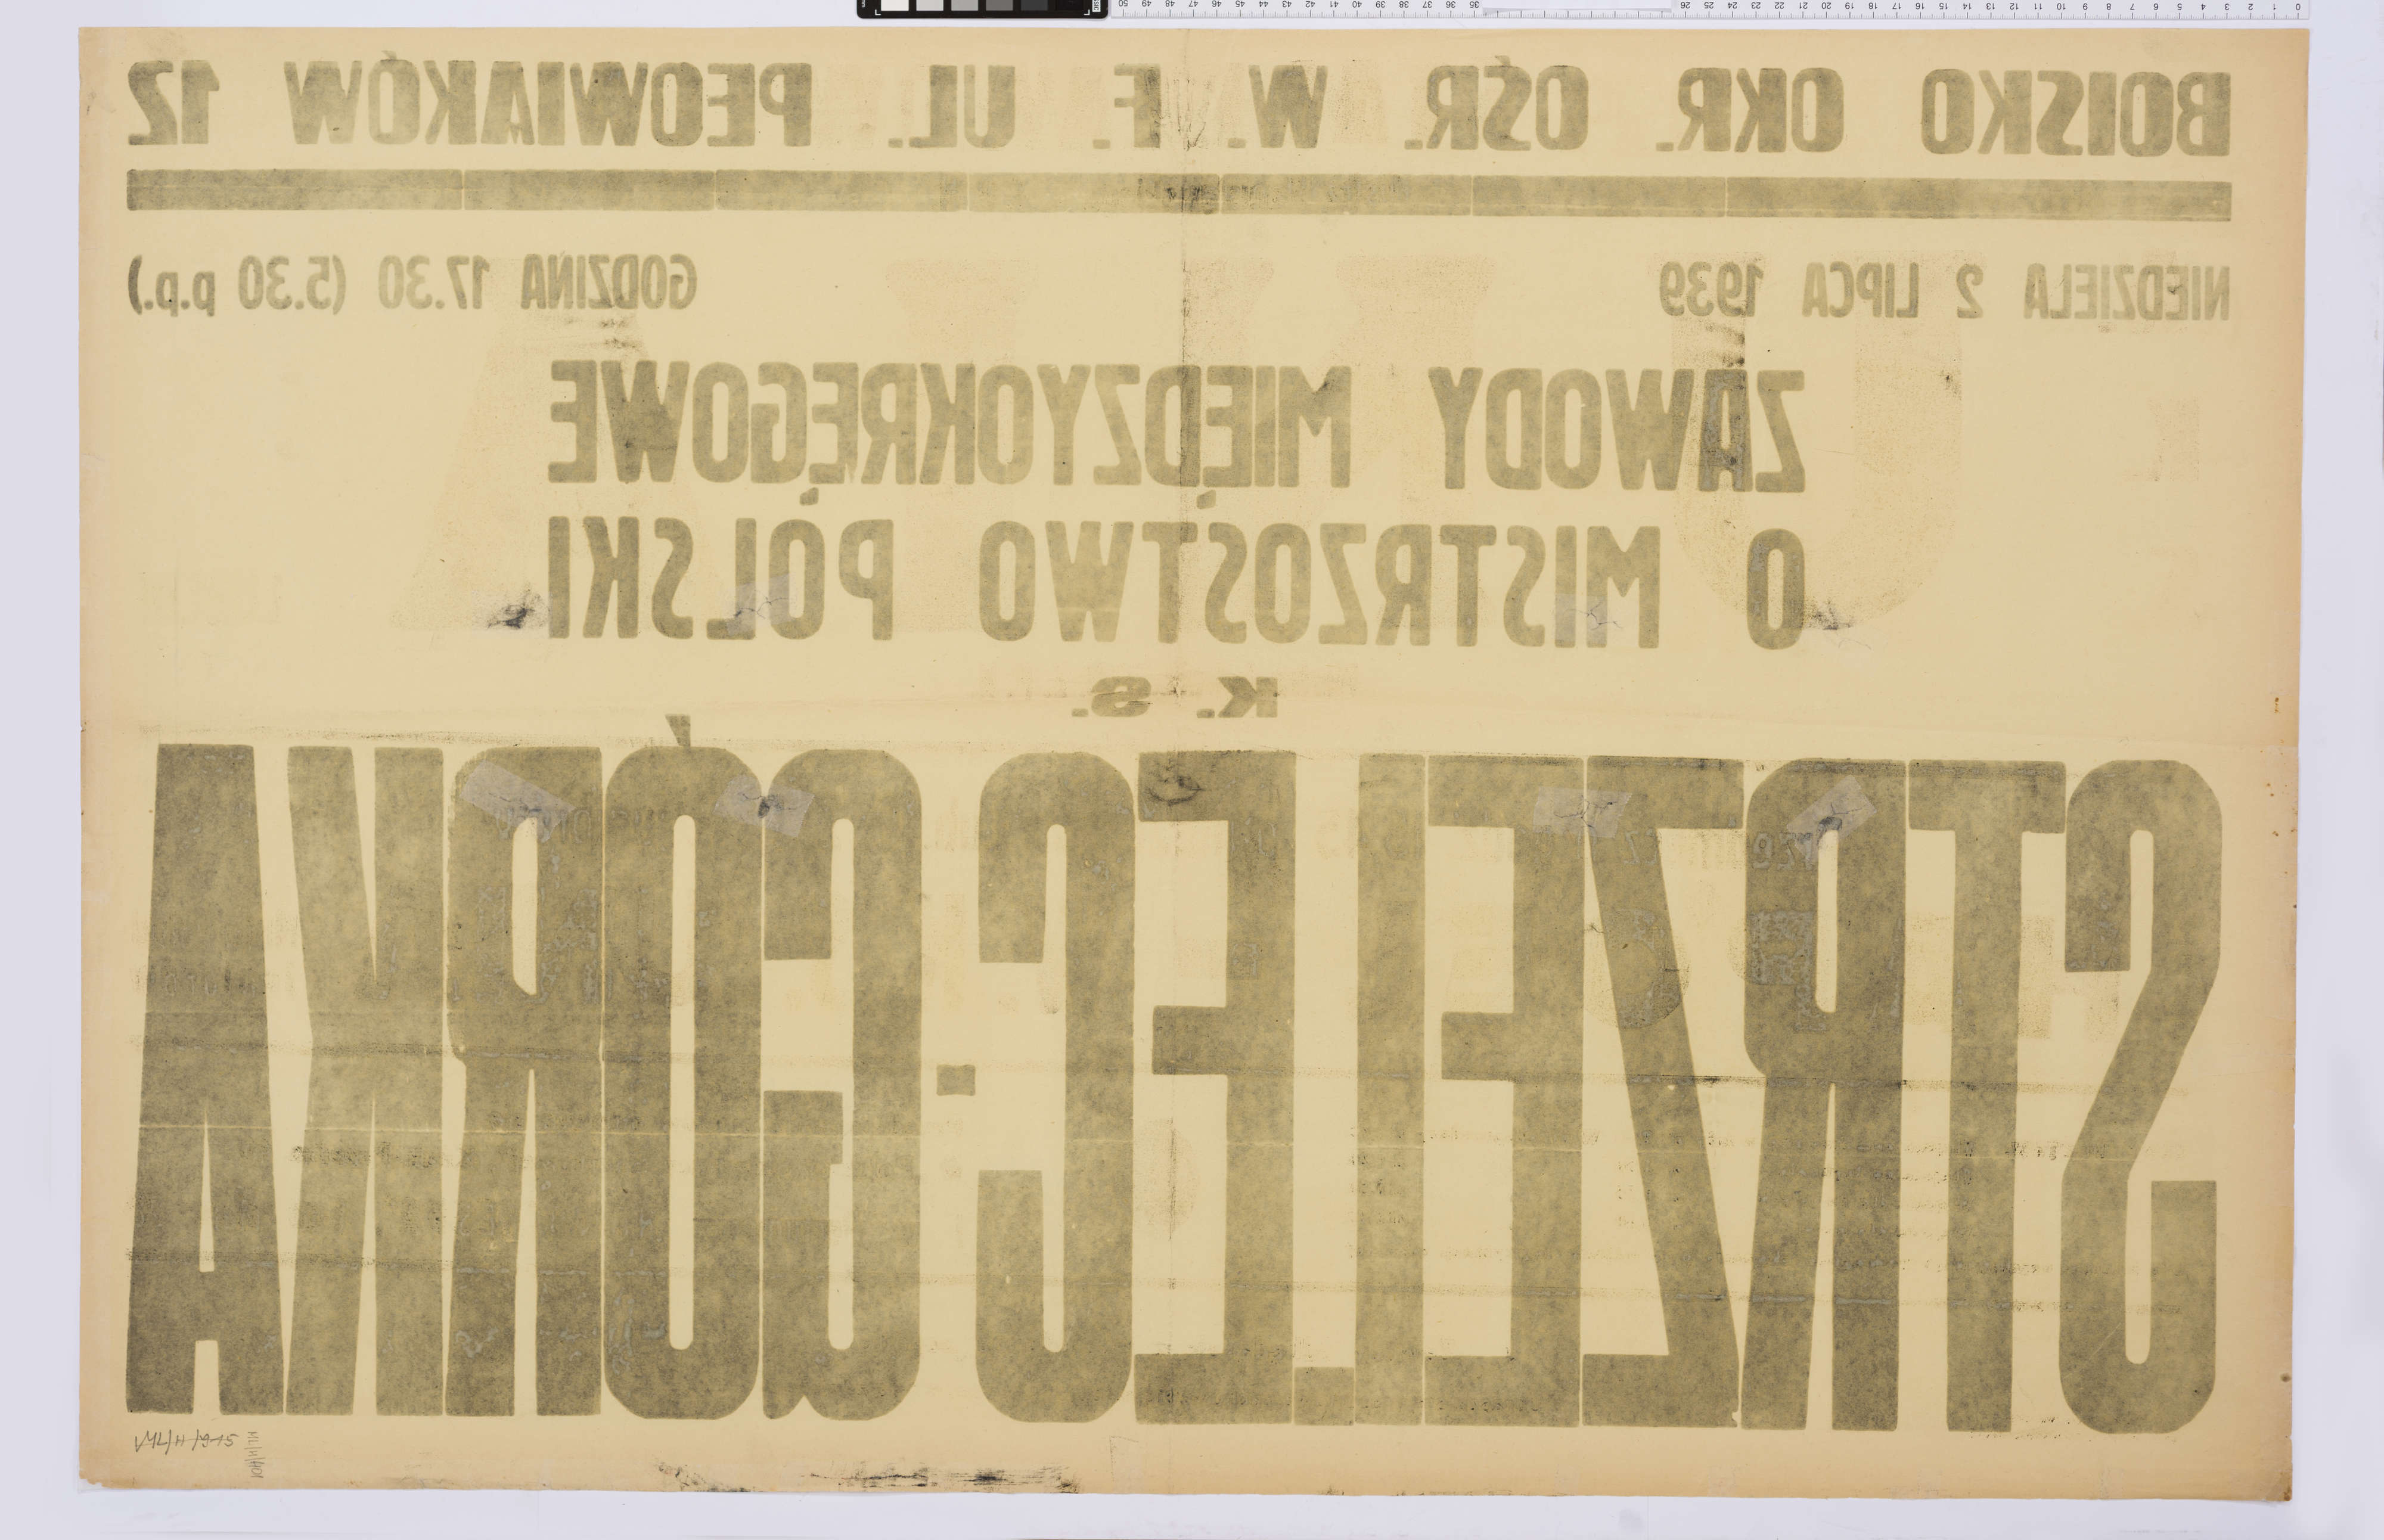 BOISKO OKR. OŚR. W. F. UL. PEOWIAKÓW 12
NIEDZIELA 2 LIPCA 1939 GODZINA 17.30 (5.30 p.p.)
ZAWODY MIĘDZYOKRĘGOWE
O MISTRZOSTWO PÓLSKI
K. S.
STRZELEC-GÓRKA